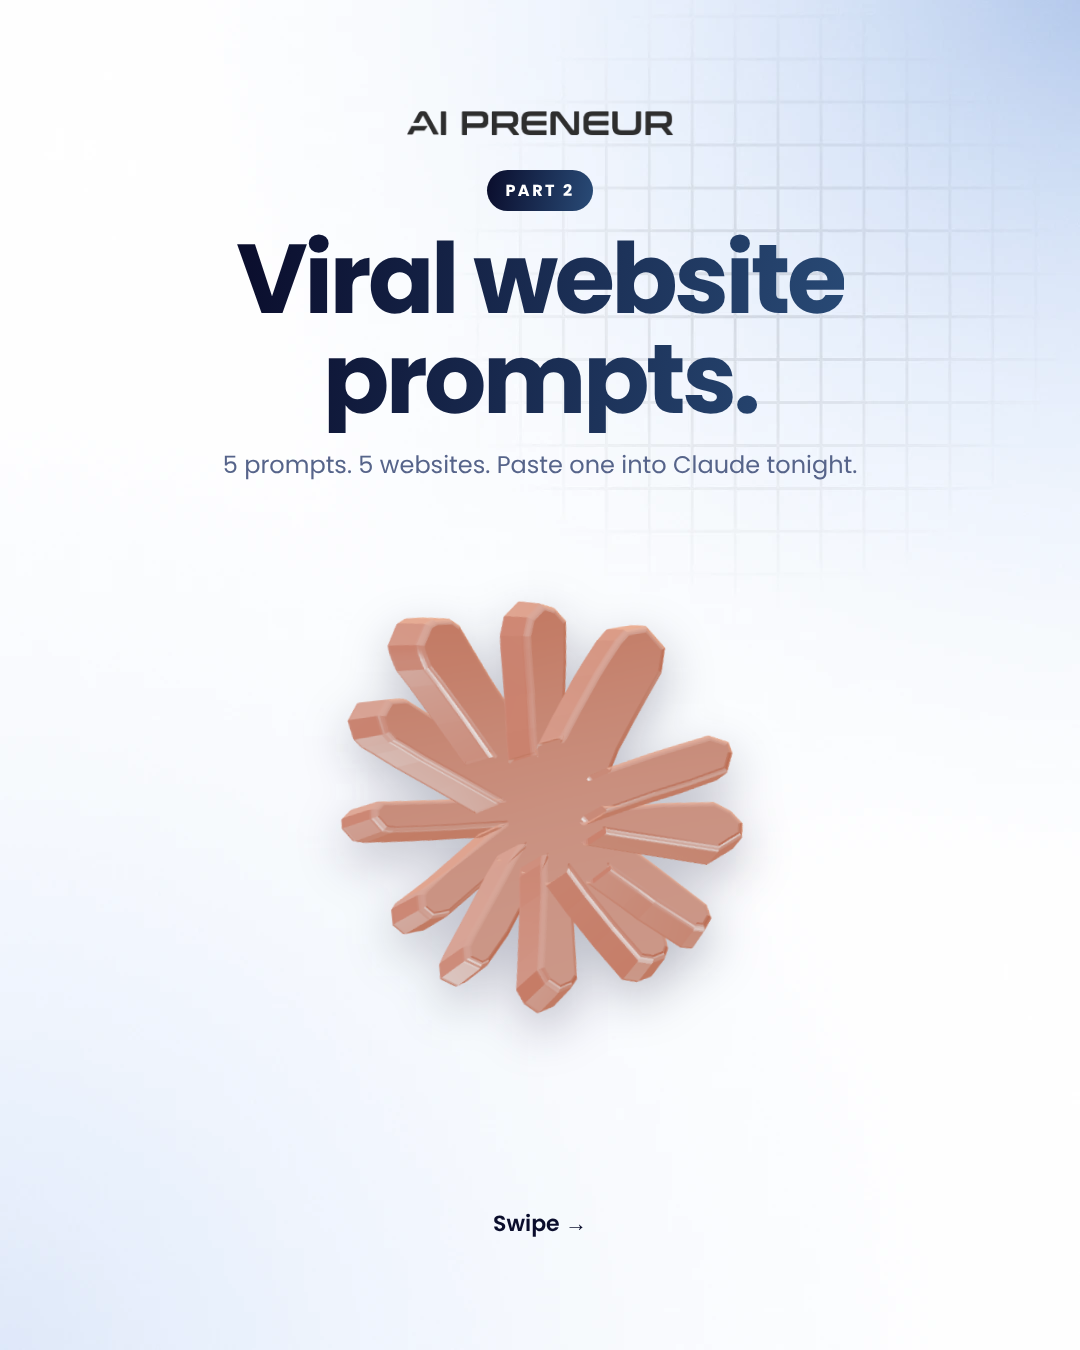 AI PRENEUR
PART 2
Viral website
prompts.
5 prompts. 5 websites. Paste one into Claude tonight.
Swipe →